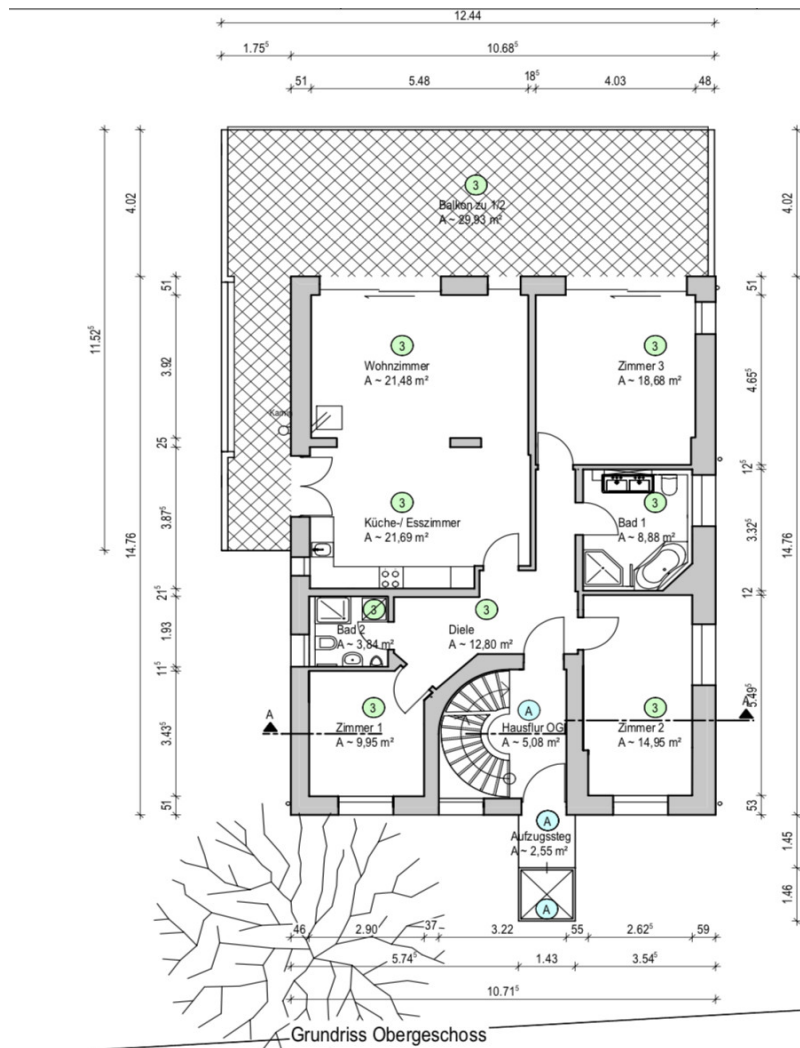 12.44
1.75⁵ 10.68⁵
51 5.48 18⁵ 4.03 48
4.02
4.02
3
Balkon zu 1/2
A ~ 29,93 m²
51
51
11.52⁵
3.92
3
Wohnzimmer
A ~ 21,48 m²
3
Zimmer 3
A ~ 18,68 m²
4.65⁵
Kamin
25
12⁵
14.76
3.87⁵
3
Küche-/ Esszimmer
A ~ 21,69 m²
3
Bad 1
A ~ 8,88 m²
3.32⁵
14.76
21⁵
12
1.93
3
Bad 2
A ~ 3,84 m²
3
Diele
A ~ 12,80 m²
11⁵
5.49⁵
A
3
Zimmer 1
A ~ 9,95 m²
A
Hausflur OG
A ~ 5,08 m²
3
Zimmer 2
A ~ 14,95 m²
A
3.43⁵
51
53
A
Aufzugssteg
A ~ 2,55 m²
1.45
A
1.46
46 2.90 37 3.22 55 2.62⁵ 59
5.74⁵ 1.43 3.54⁵
10.71⁵
Grundriss Obergeschoss